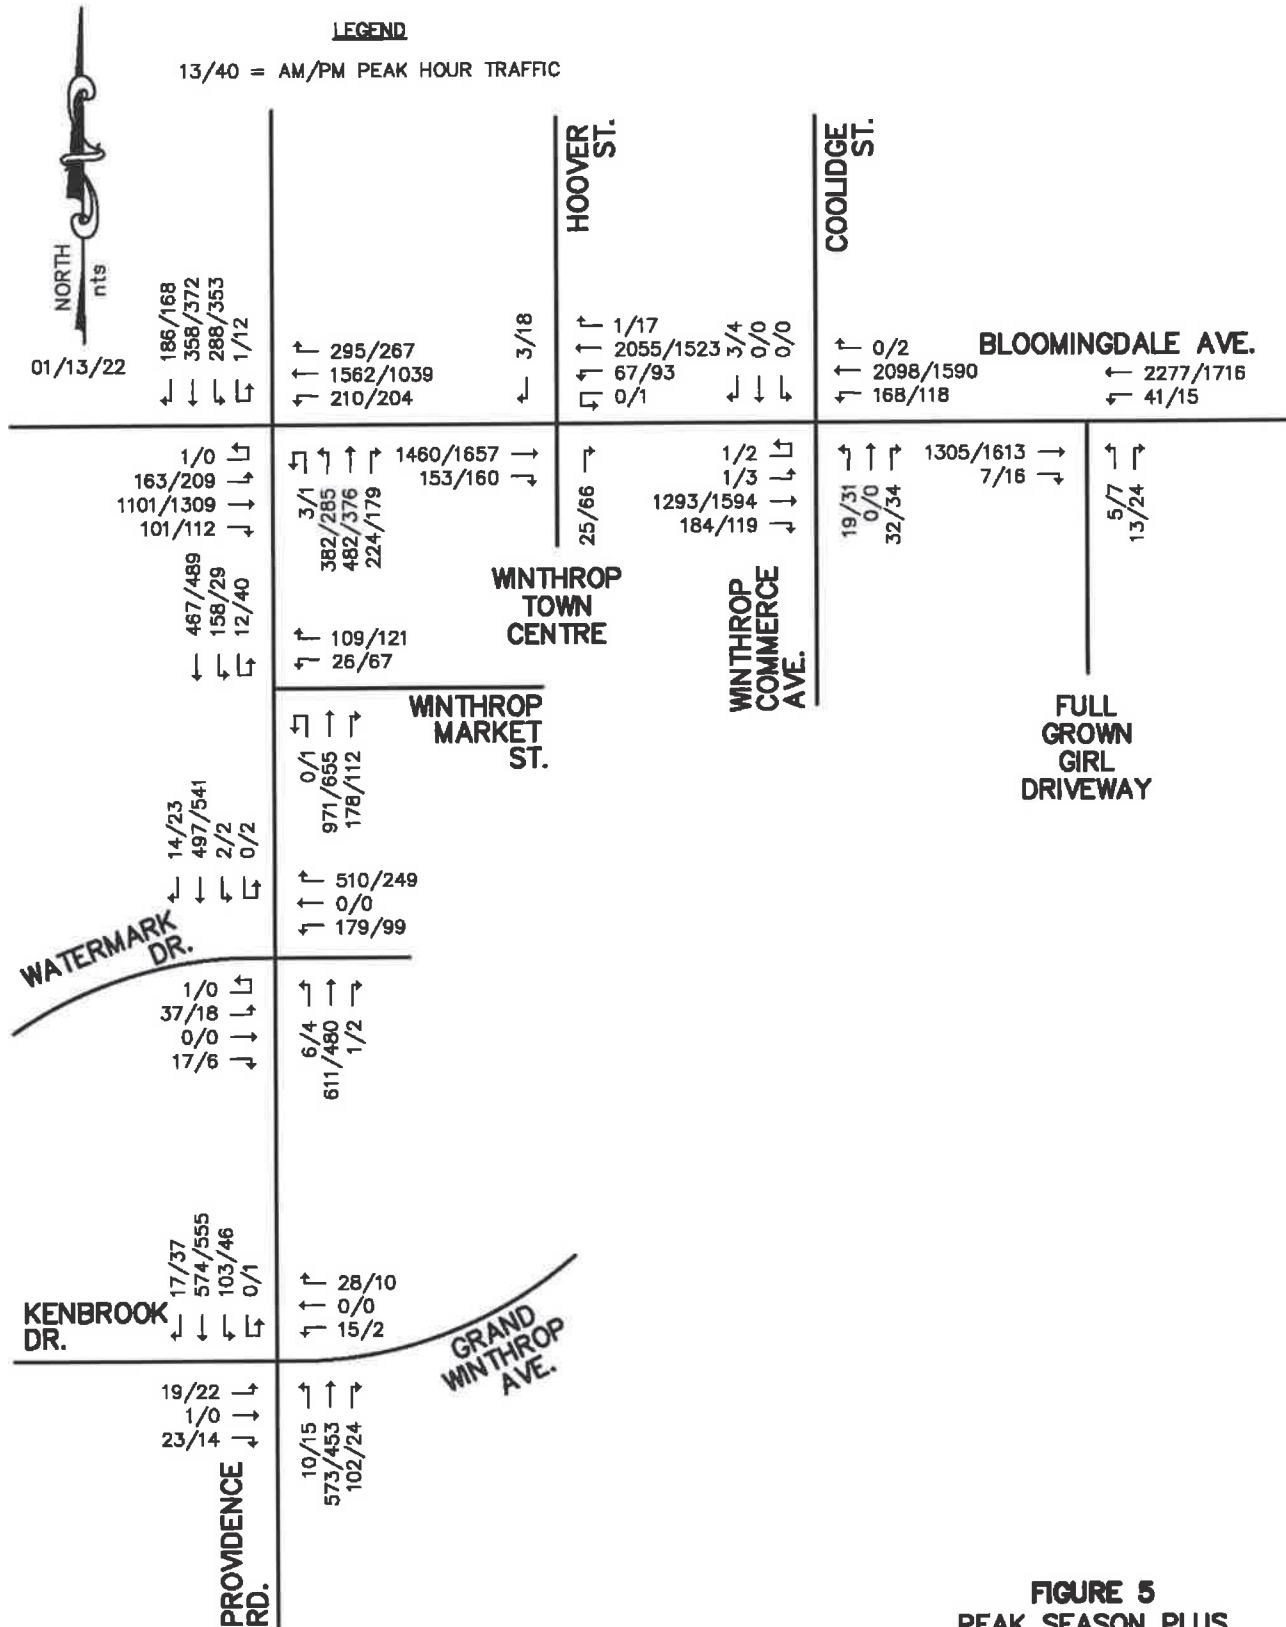 LEGEND
13/40 = AM/PM PEAK HOUR TRAFFIC
NORTH
nts
01/13/22
HOOVER
ST.
COOLIDGE
ST.
BLOOMINGDALE AVE.
186/168
358/372
288/353
1/12
295/267
1562/1039
210/204
3/18
1/17
2055/1523
67/93
0/1
3/4
0/0
0/0
0/2
2098/1590
168/118
2277/1716
41/15
1/0
163/209
1101/1309
101/112
3/1
382/285
482/376
224/179
1460/1657
153/160
25/66
1/2
1/3
1293/1594
184/119
19/31
0/0
32/34
1305/1613
7/16
5/7
13/24
WINTHROP
TOWN
CENTRE
WINTHROP
COMMERCE
AVE.
FULL
GROWN
GIRL
DRIVEWAY
467/489
158/29
12/40
109/121
26/67
WINTHROP
MARKET
ST.
0/1
971/655
178/112
14/23
497/541
2/2
0/2
510/249
0/0
179/99
WATERMARK
DR.
1/0
37/18
0/0
17/6
6/4
611/480
1/2
17/37
574/555
103/46
0/1
28/10
0/0
15/2
KENBROOK
DR.
GRAND
WINTHROP
AVE.
19/22
1/0
23/14
10/15
573/453
102/24
PROVIDENCE
RD.
FIGURE 5
PEAK SEASON PLUS